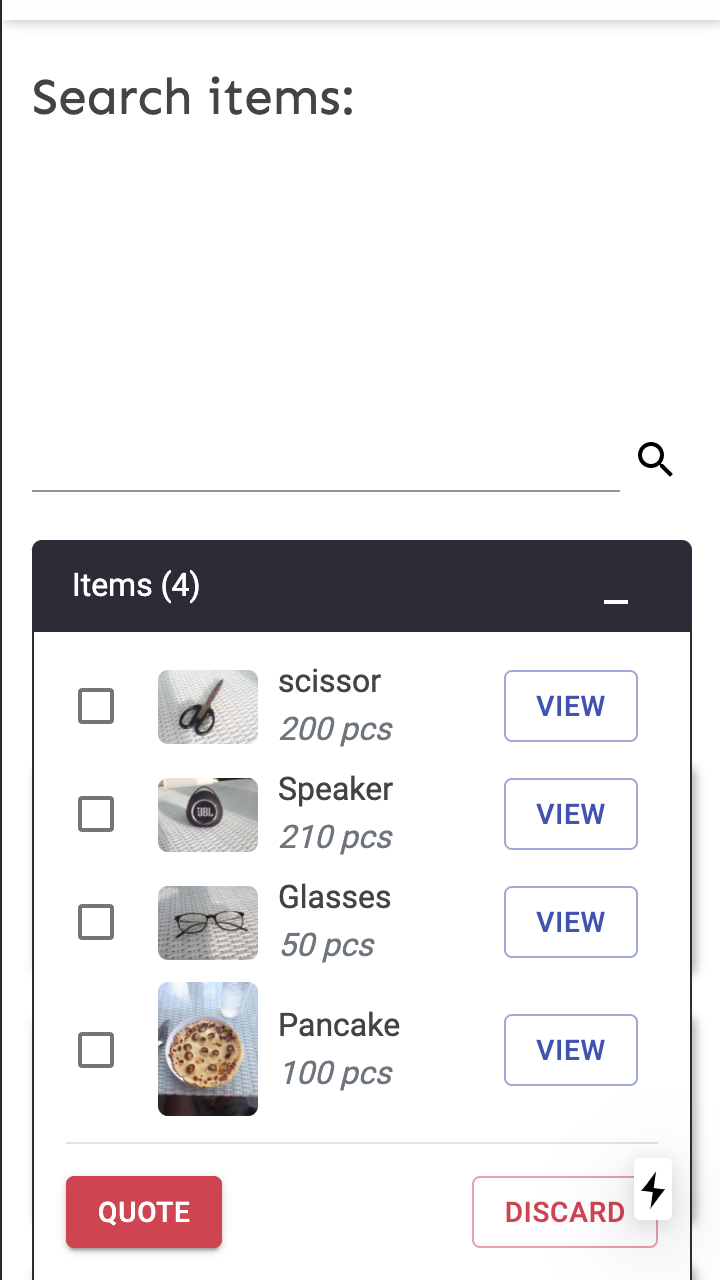 Search items:
Items (4)
scissor
200 pcs
VIEW
JBL
Speaker
210 pcs
VIEW
Glasses
50 pcs
VIEW
Pancake
100 pcs
VIEW
QUOTE
DISCARD